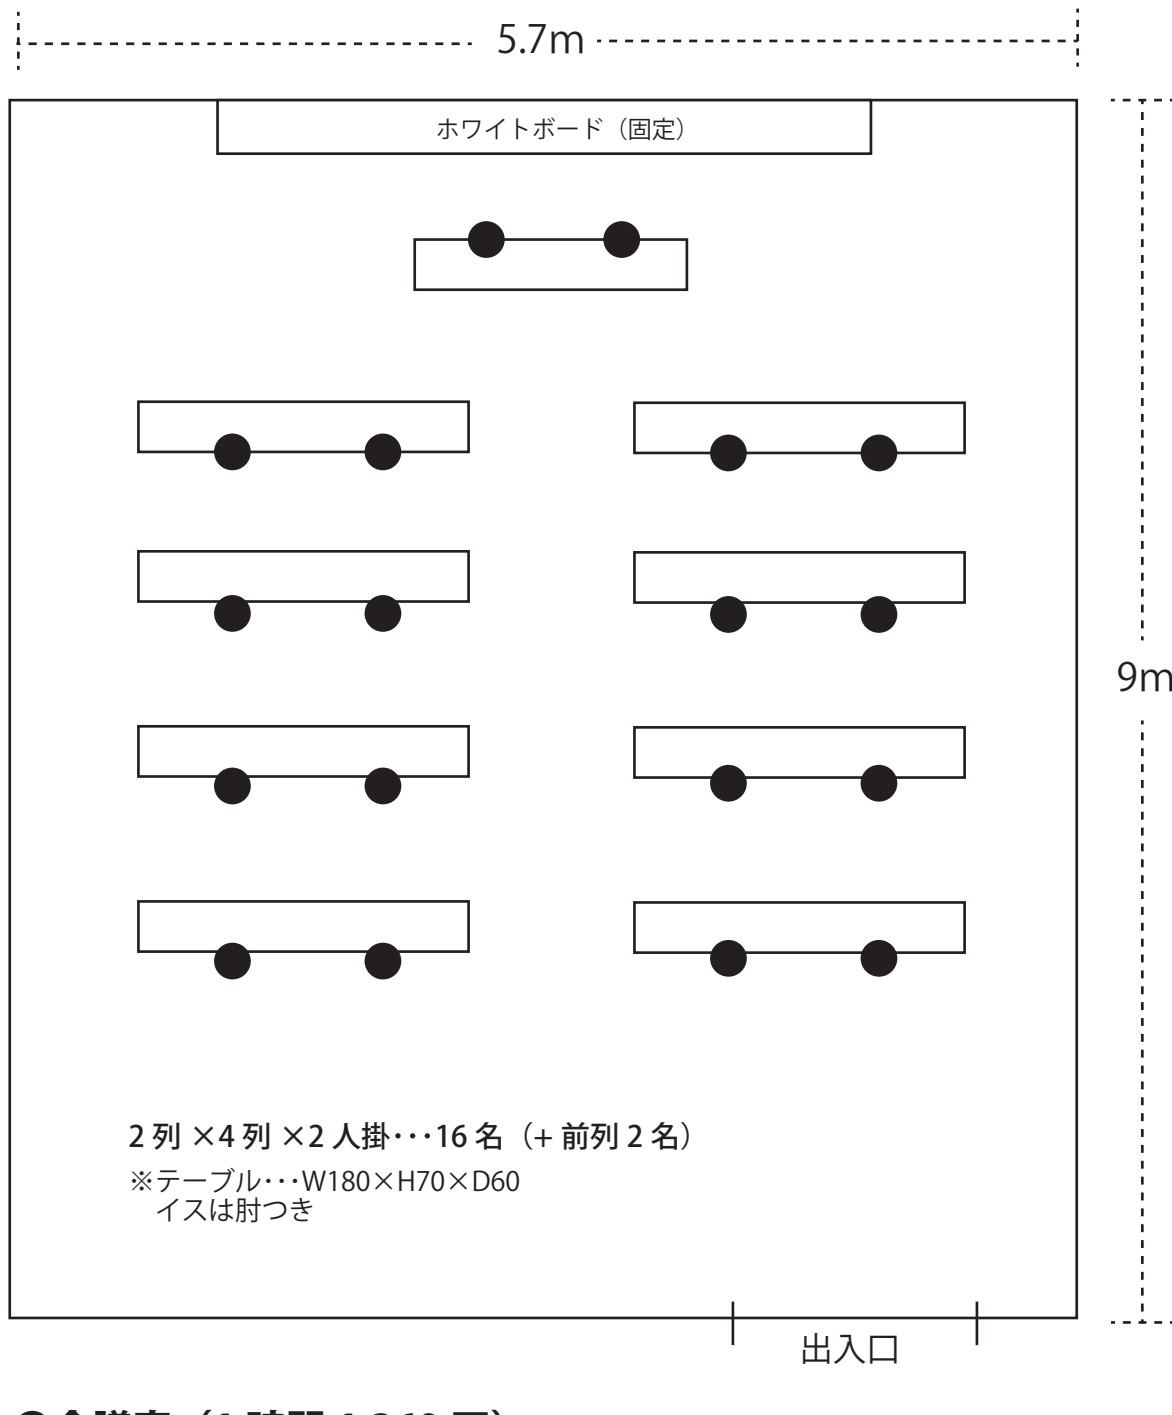 5.7m
ホワイトボード（固定）
9m
2 列 ×4 列 ×2 人掛･･･16 名（+ 前列 2 名）
※テーブル･･･W180×H70×D60
イスは肘つき
出入口